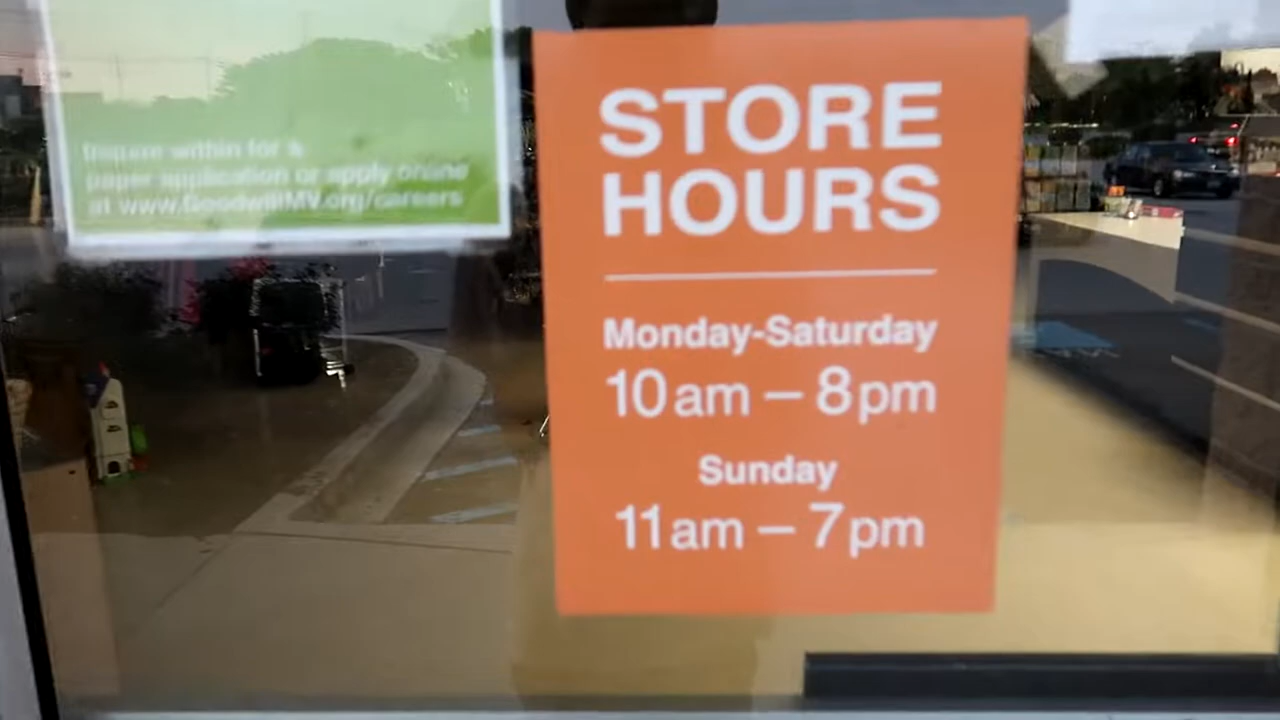 Inquire within for a
paper application or apply online
at www.GoodwillMV.org/careers
STORE
HOURS
Monday-Saturday
10am – 8pm
Sunday
11am – 7pm